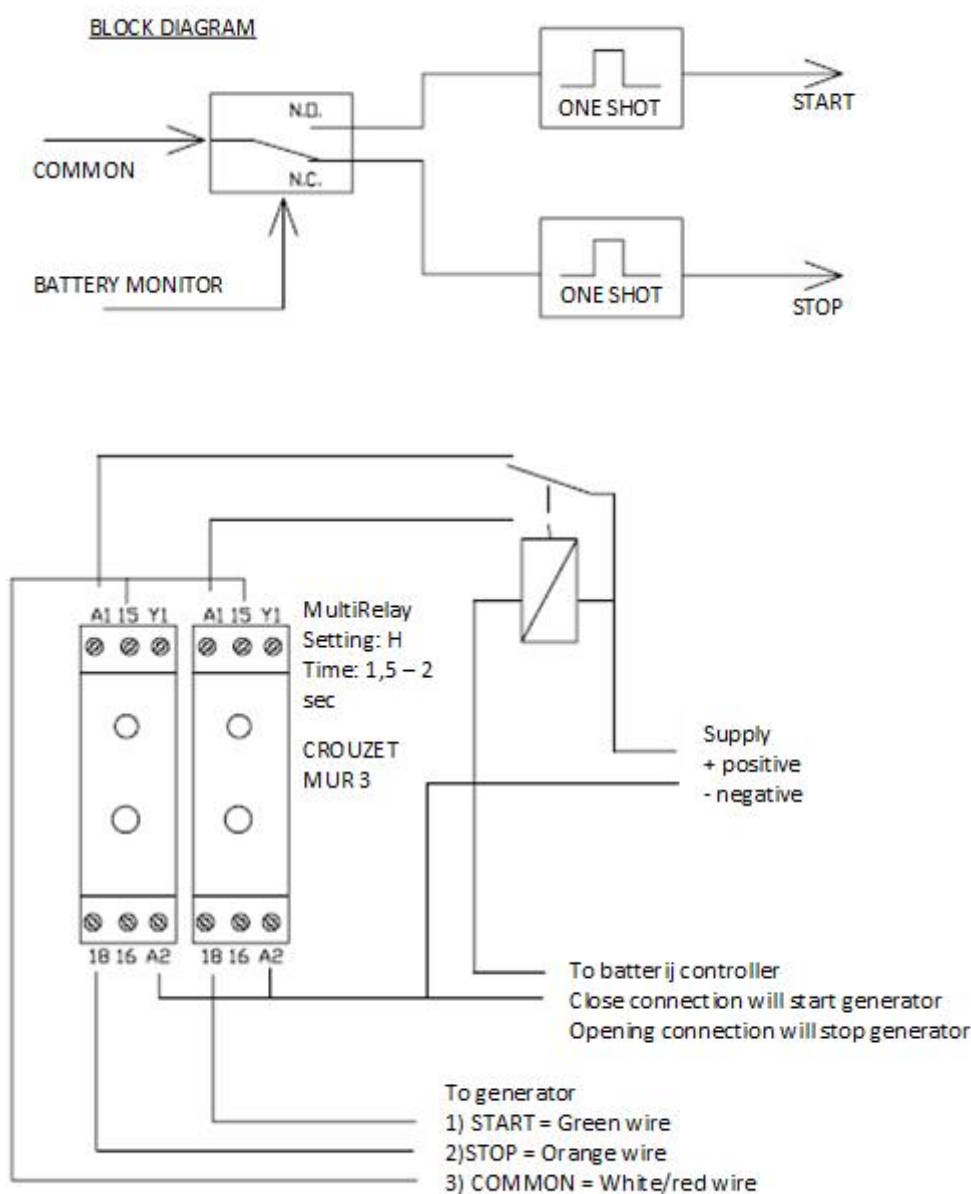 BLOCK DIAGRAM
N.O.
ONE SHOT
START
COMMON
N.C.
BATTERY MONITOR
ONE SHOT
STOP
A1 15 Y1
A1 15 Y1
MultiRelay
Setting: H
Time: 1,5 – 2
sec
CROUZET
MUR 3
Supply
+ positive
- negative
18 16 A2
18 16 A2
To batterij controller
Close connection will start generator
Opening connection will stop generator
To generator
1) START = Green wire
2)STOP = Orange wire
3) COMMON = White/red wire